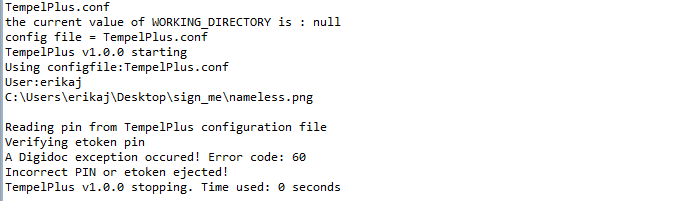 TempelPlus.conf
the current value of WORKING_DIRECTORY is : null
config file = TempelPlus.conf
TempelPlus v1.0.0 starting
Using configfile:TempelPlus.conf
User:erikaj
C:\Users\erikaj\Desktop\sign_me\nameless.png
Reading pin from TempelPlus configuration file
Verifying etoken pin
A Digidoc exception occured! Error code: 60
Incorrect PIN or etoken ejected!
TempelPlus v1.0.0 stopping. Time used: 0 seconds